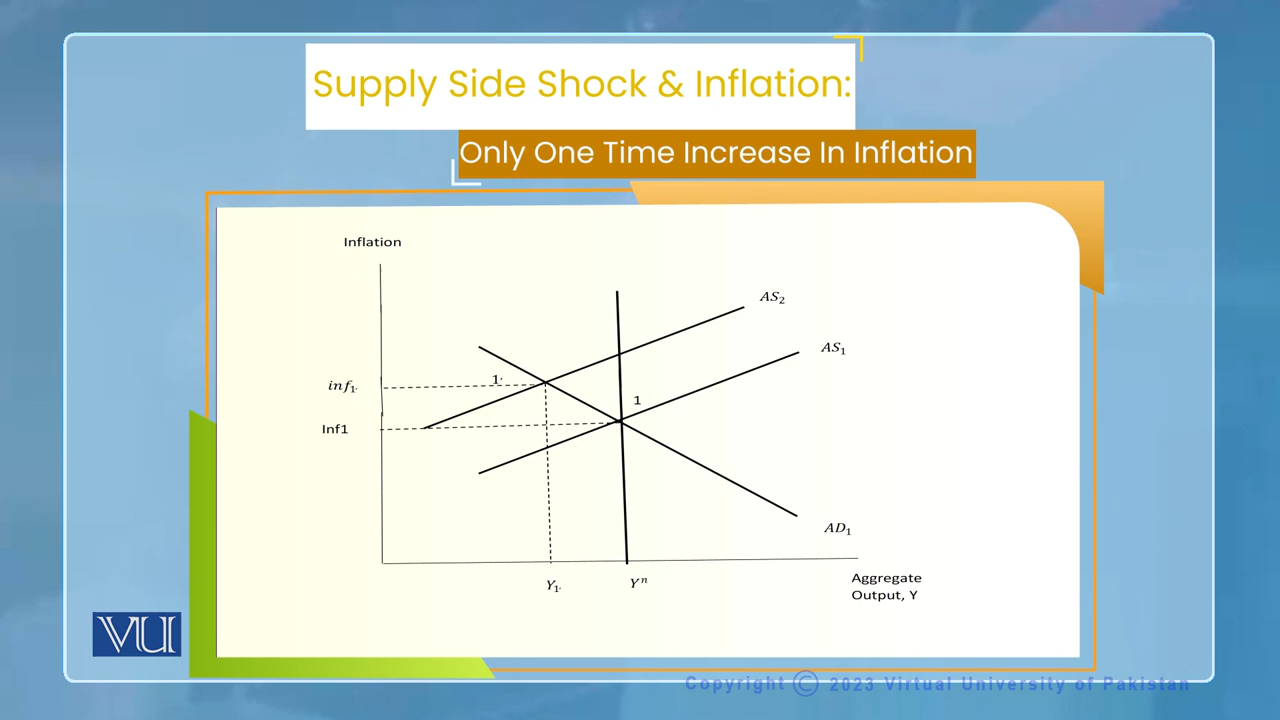 Supply Side Shock & Inflation:
Only One Time Increase In Inflation
Inflation
AS₂
AS₁
inf₁.
1.
1
Inf1
AD₁
Y₁.
Yⁿ
Aggregate
Output, Y
VU
Copyright © 2023 Virtual University of Pakistan